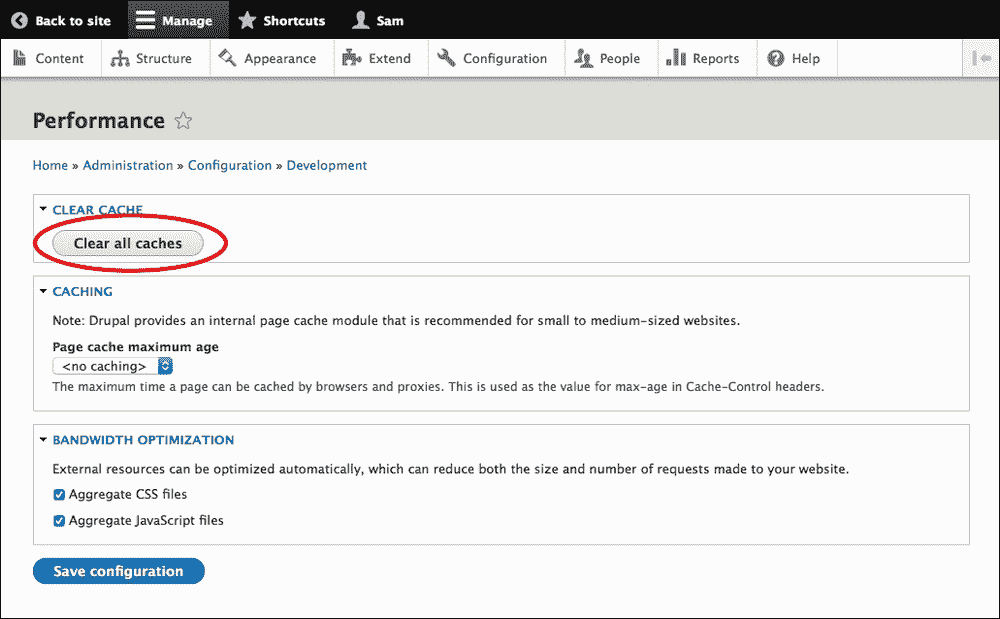 Back to site Manage Shortcuts Sam
Content Structure Appearance Extend Configuration People Reports Help
Performance
Home » Administration » Configuration » Development
CLEAR CACHE
Clear all caches
CACHING
Note: Drupal provides an internal page cache module that is recommended for small to medium-sized websites.
Page cache maximum age
<no caching>
The maximum time a page can be cached by browsers and proxies. This is used as the value for max-age in Cache-Control headers.
BANDWIDTH OPTIMIZATION
External resources can be optimized automatically, which can reduce both the size and number of requests made to your website.
Aggregate CSS files
Aggregate JavaScript files
Save configuration